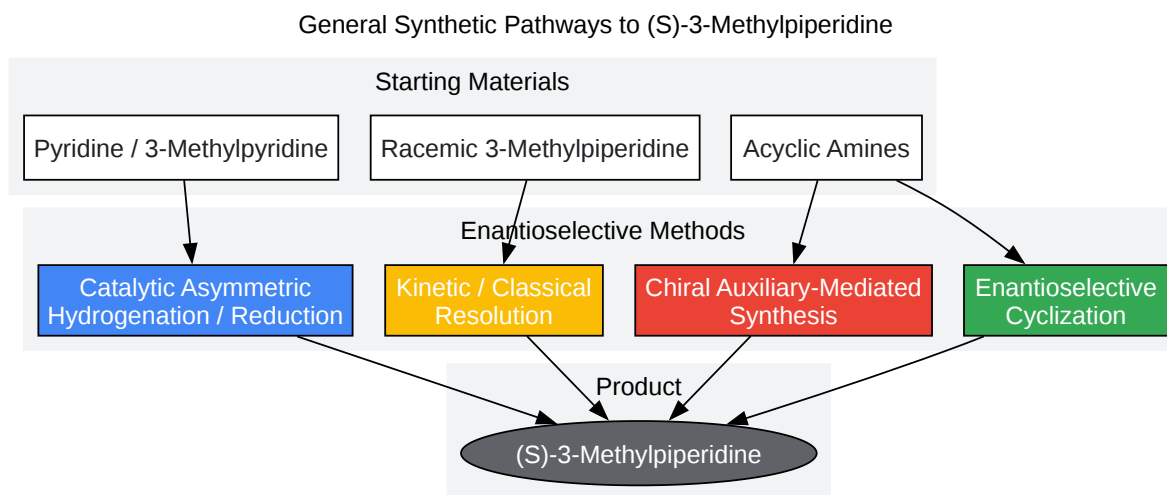 General Synthetic Pathways to (S)-3-Methylpiperidine
Starting Materials
Pyridine / 3-Methylpyridine
Racemic 3-Methylpiperidine
Acyclic Amines
Enantioselective Methods
Catalytic Asymmetric
Hydrogenation / Reduction
Kinetic / Classical
Resolution
Chiral Auxiliary-Mediated
Synthesis
Enantioselective
Cyclization
Product
(S)-3-Methylpiperidine